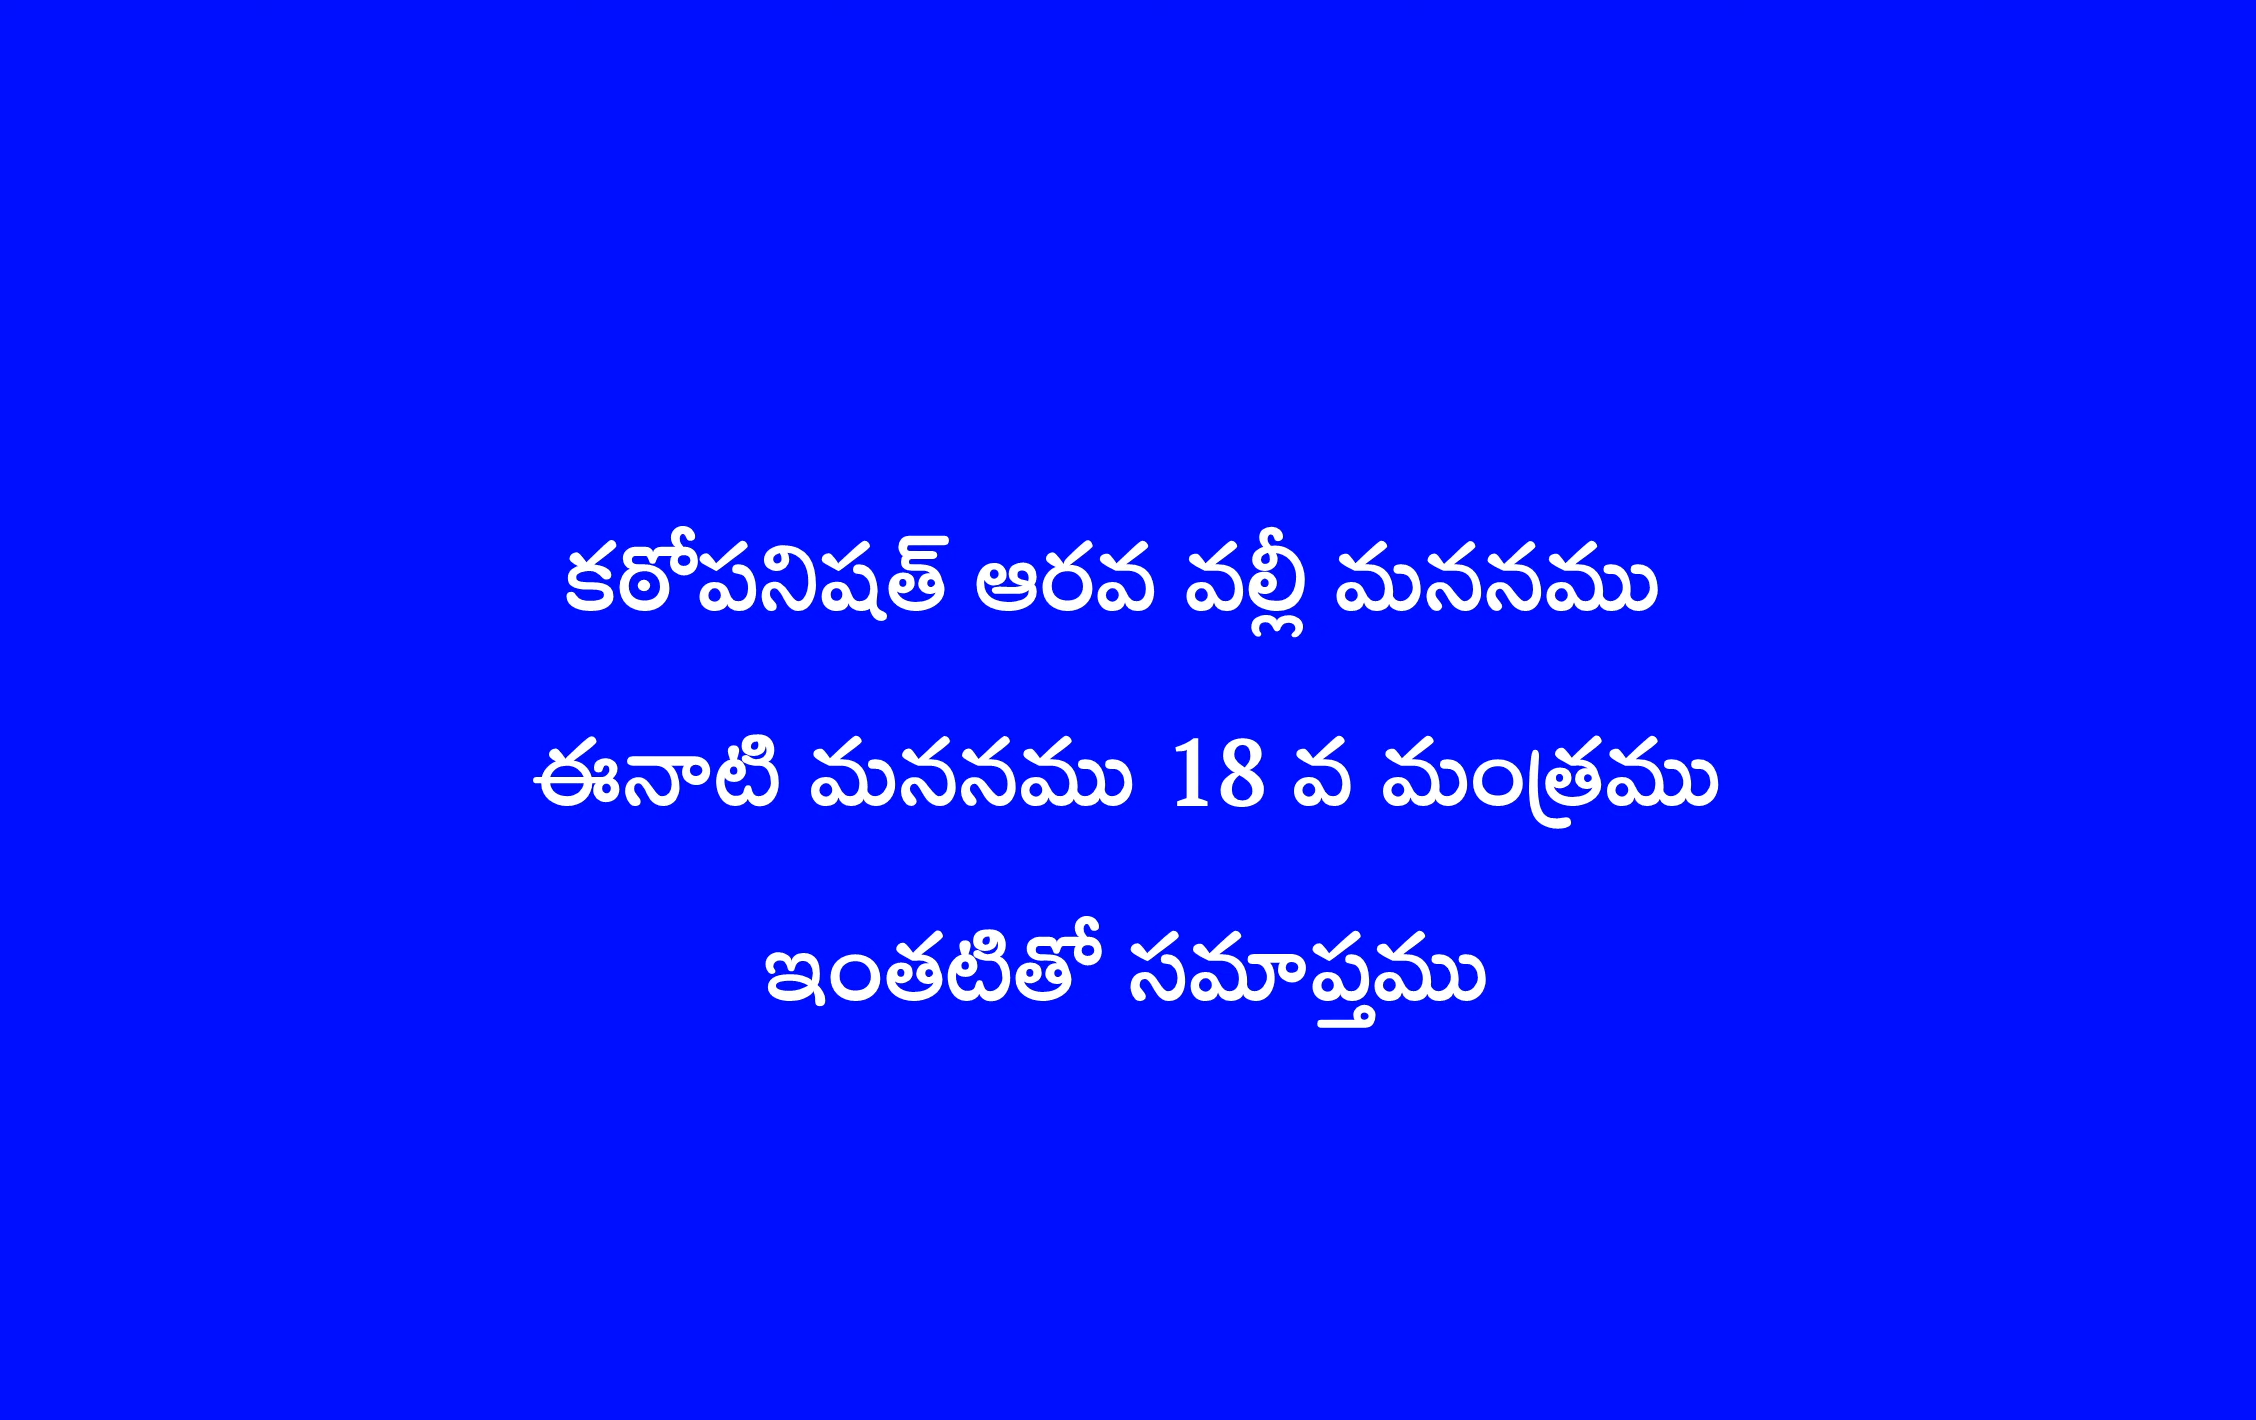 కఠోపనిషత్ ఆరవ వల్లీ మననము
ఈనాటి మననము 18 వ మంత్రము
ఇంతటితో సమాప్తము